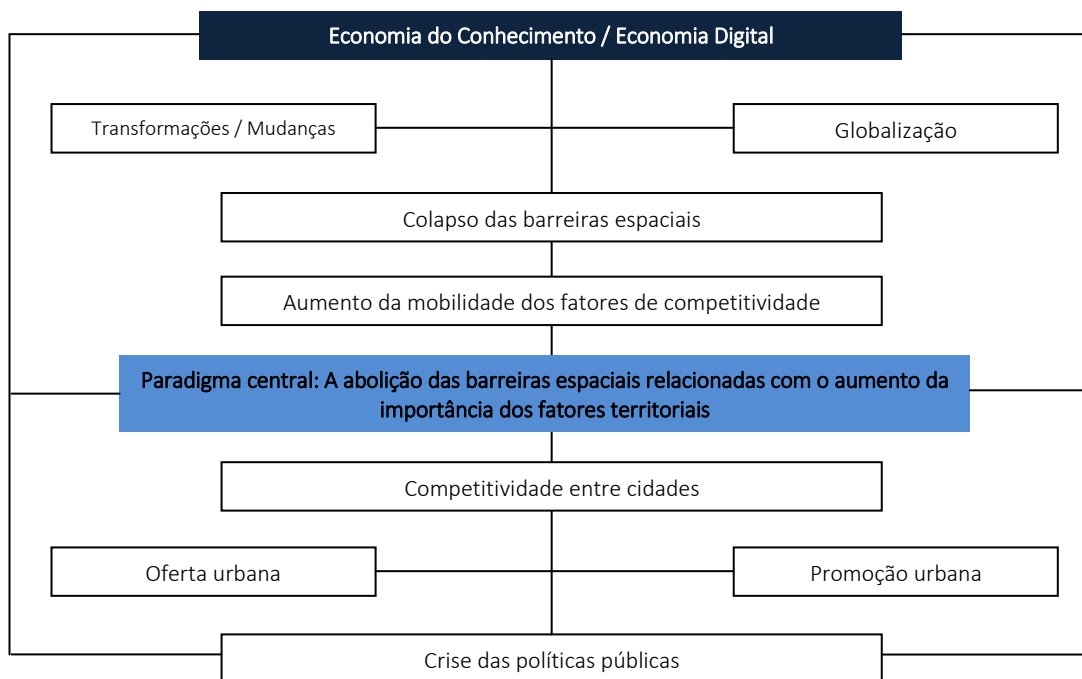 Economia do Conhecimento / Economia Digital
Transformações / Mudanças
Globalização
Colapso das barreiras espaciais
Aumento da mobilidade dos fatores de competitividade
Paradigma central: A abolição das barreiras espaciais relacionadas com o aumento da
importância dos fatores territoriais
Competitividade entre cidades
Oferta urbana
Promoção urbana
Crise das políticas públicas